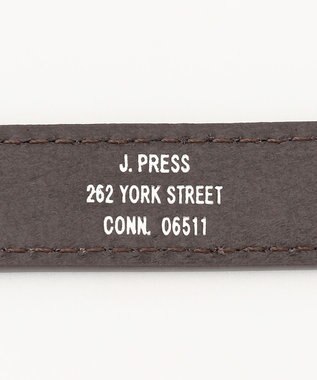 J. PRESS
262 YORK STREET
CONN. 06511